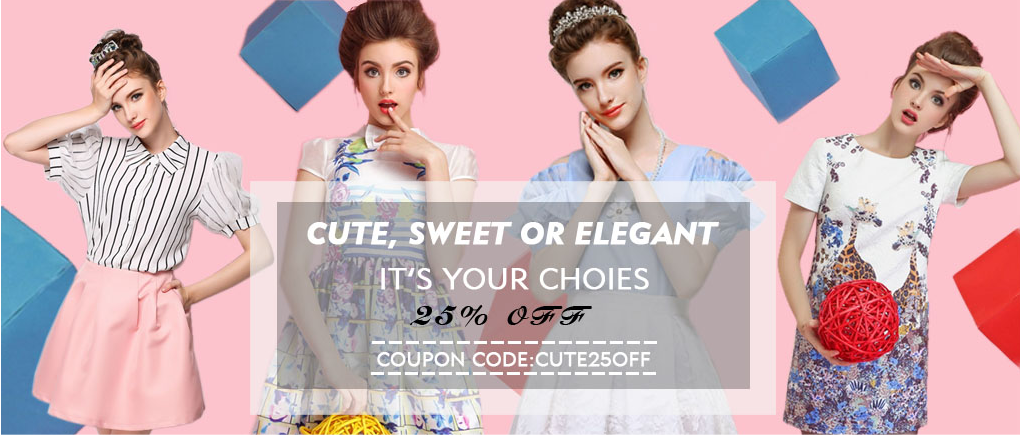 CUTE, SWEET OR ELEGANT
IT'S YOUR CHOIES
25% OFF
COUPON CODE:CUTE25OFF